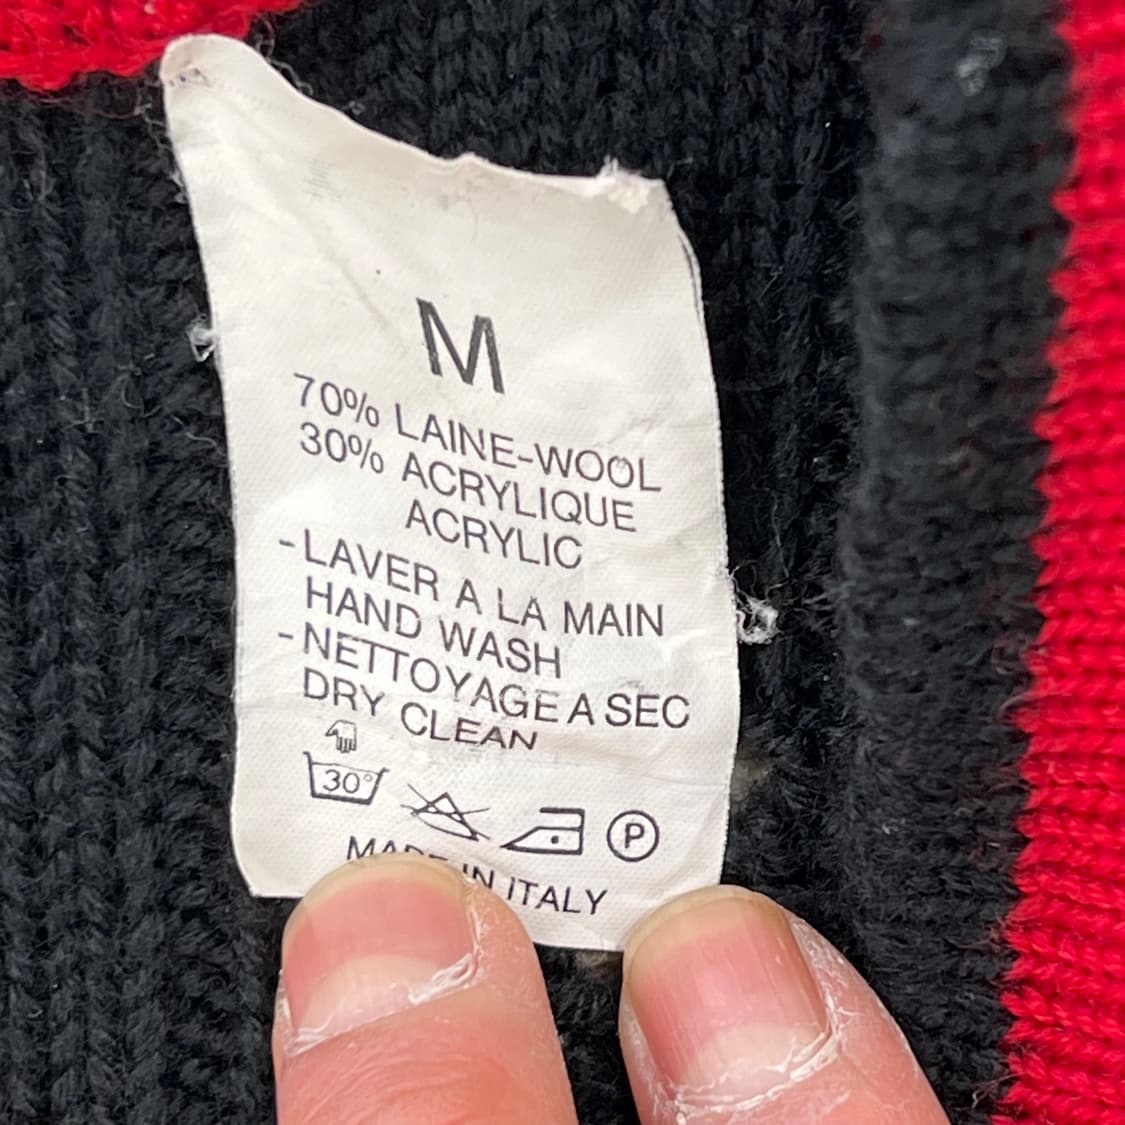 M
70% LAINE-WOOL
30% ACRYLIQUE
ACRYLIC
-LAVER A LA MAIN
HAND WASH
-NETTOYAGE A SEC
DRY CLEAN
30°
P
MADE IN ITALY